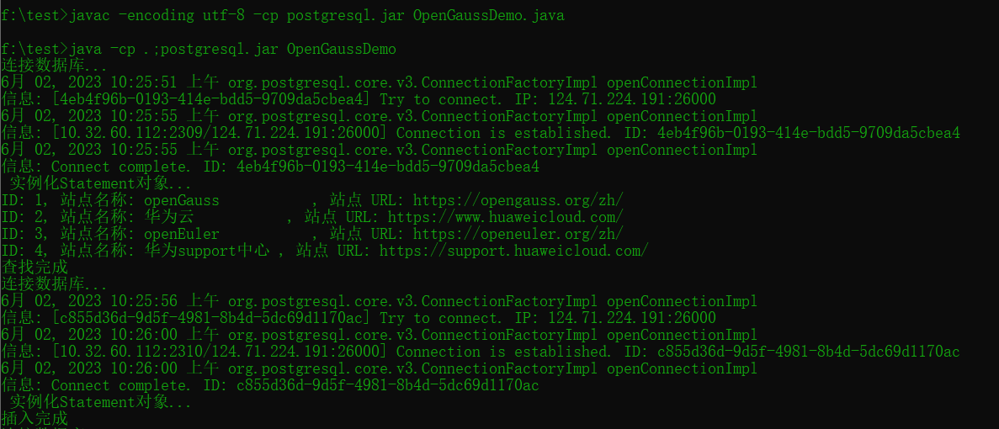 f:\test>javac -encoding utf-8 -cp postgresql.jar OpenGaussDemo.java
f:\test>java -cp .;postgresql.jar OpenGaussDemo
连接数据库...
6月 02, 2023 10:25:51 上午 org.postgresql.core.v3.ConnectionFactoryImpl openConnectionImpl
信息: [4eb4f96b-0193-414e-bdd5-9709da5cbea4] Try to connect. IP: 124.71.224.191:26000
6月 02, 2023 10:25:55 上午 org.postgresql.core.v3.ConnectionFactoryImpl openConnectionImpl
信息: [10.32.60.112:2309/124.71.224.191:26000] Connection is established. ID: 4eb4f96b-0193-414e-bdd5-9709da5cbea4
6月 02, 2023 10:25:55 上午 org.postgresql.core.v3.ConnectionFactoryImpl openConnectionImpl
信息: Connect complete. ID: 4eb4f96b-0193-414e-bdd5-9709da5cbea4
实例化Statement对象...
ID: 1, 站点名称: openGauss , 站点 URL: https://opengauss.org/zh/
ID: 2, 站点名称: 华为云 , 站点 URL: https://www.huaweicloud.com/
ID: 3, 站点名称: openEuler , 站点 URL: https://openeuler.org/zh/
ID: 4, 站点名称: 华为support中心 , 站点 URL: https://support.huaweicloud.com/
查找完成
连接数据库...
6月 02, 2023 10:25:56 上午 org.postgresql.core.v3.ConnectionFactoryImpl openConnectionImpl
信息: [c855d36d-9d5f-4981-8b4d-5dc69d1170ac] Try to connect. IP: 124.71.224.191:26000
6月 02, 2023 10:26:00 上午 org.postgresql.core.v3.ConnectionFactoryImpl openConnectionImpl
信息: [10.32.60.112:2310/124.71.224.191:26000] Connection is established. ID: c855d36d-9d5f-4981-8b4d-5dc69d1170ac
6月 02, 2023 10:26:00 上午 org.postgresql.core.v3.ConnectionFactoryImpl openConnectionImpl
信息: Connect complete. ID: c855d36d-9d5f-4981-8b4d-5dc69d1170ac
实例化Statement对象...
插入完成